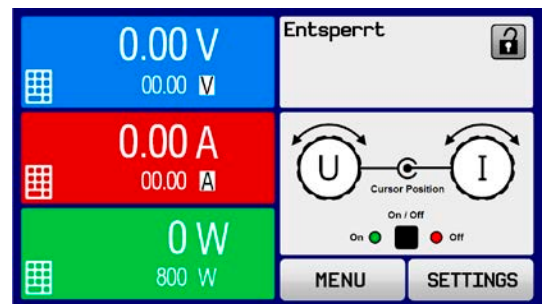 0.00 V
00.00 V
0.00 A
00.00 A
0 W
800 W
Entsperrt
U
I
Cursor Position
On / Off
On
Off
MENU
SETTINGS